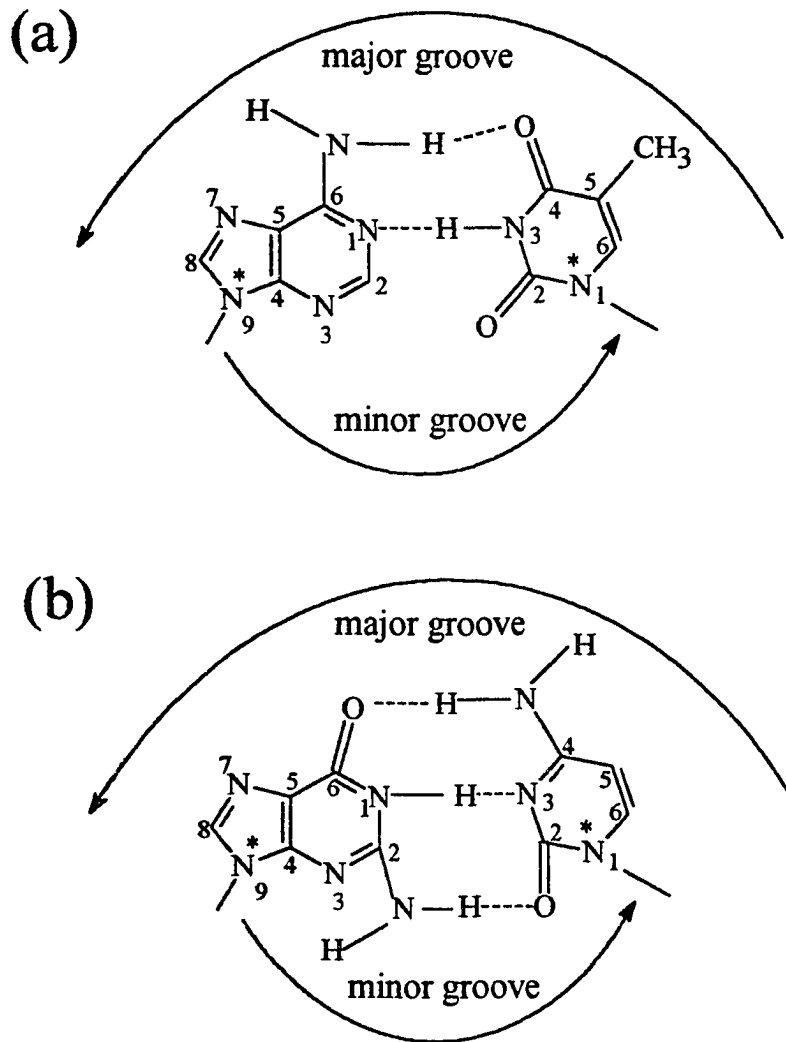 (a)
major groove
H
N H O CH3
7 6 5
N 5 N H N 4
1 3 6
8 * 4 N 2 2 * N 1
N 3 O
9
minor groove
(b)
major groove
H
O H N
7 4
N 5 6 N H N 5
1 3 6
8 * 4 2 2 * 1
N N N
9 3 N H O
H
minor groove